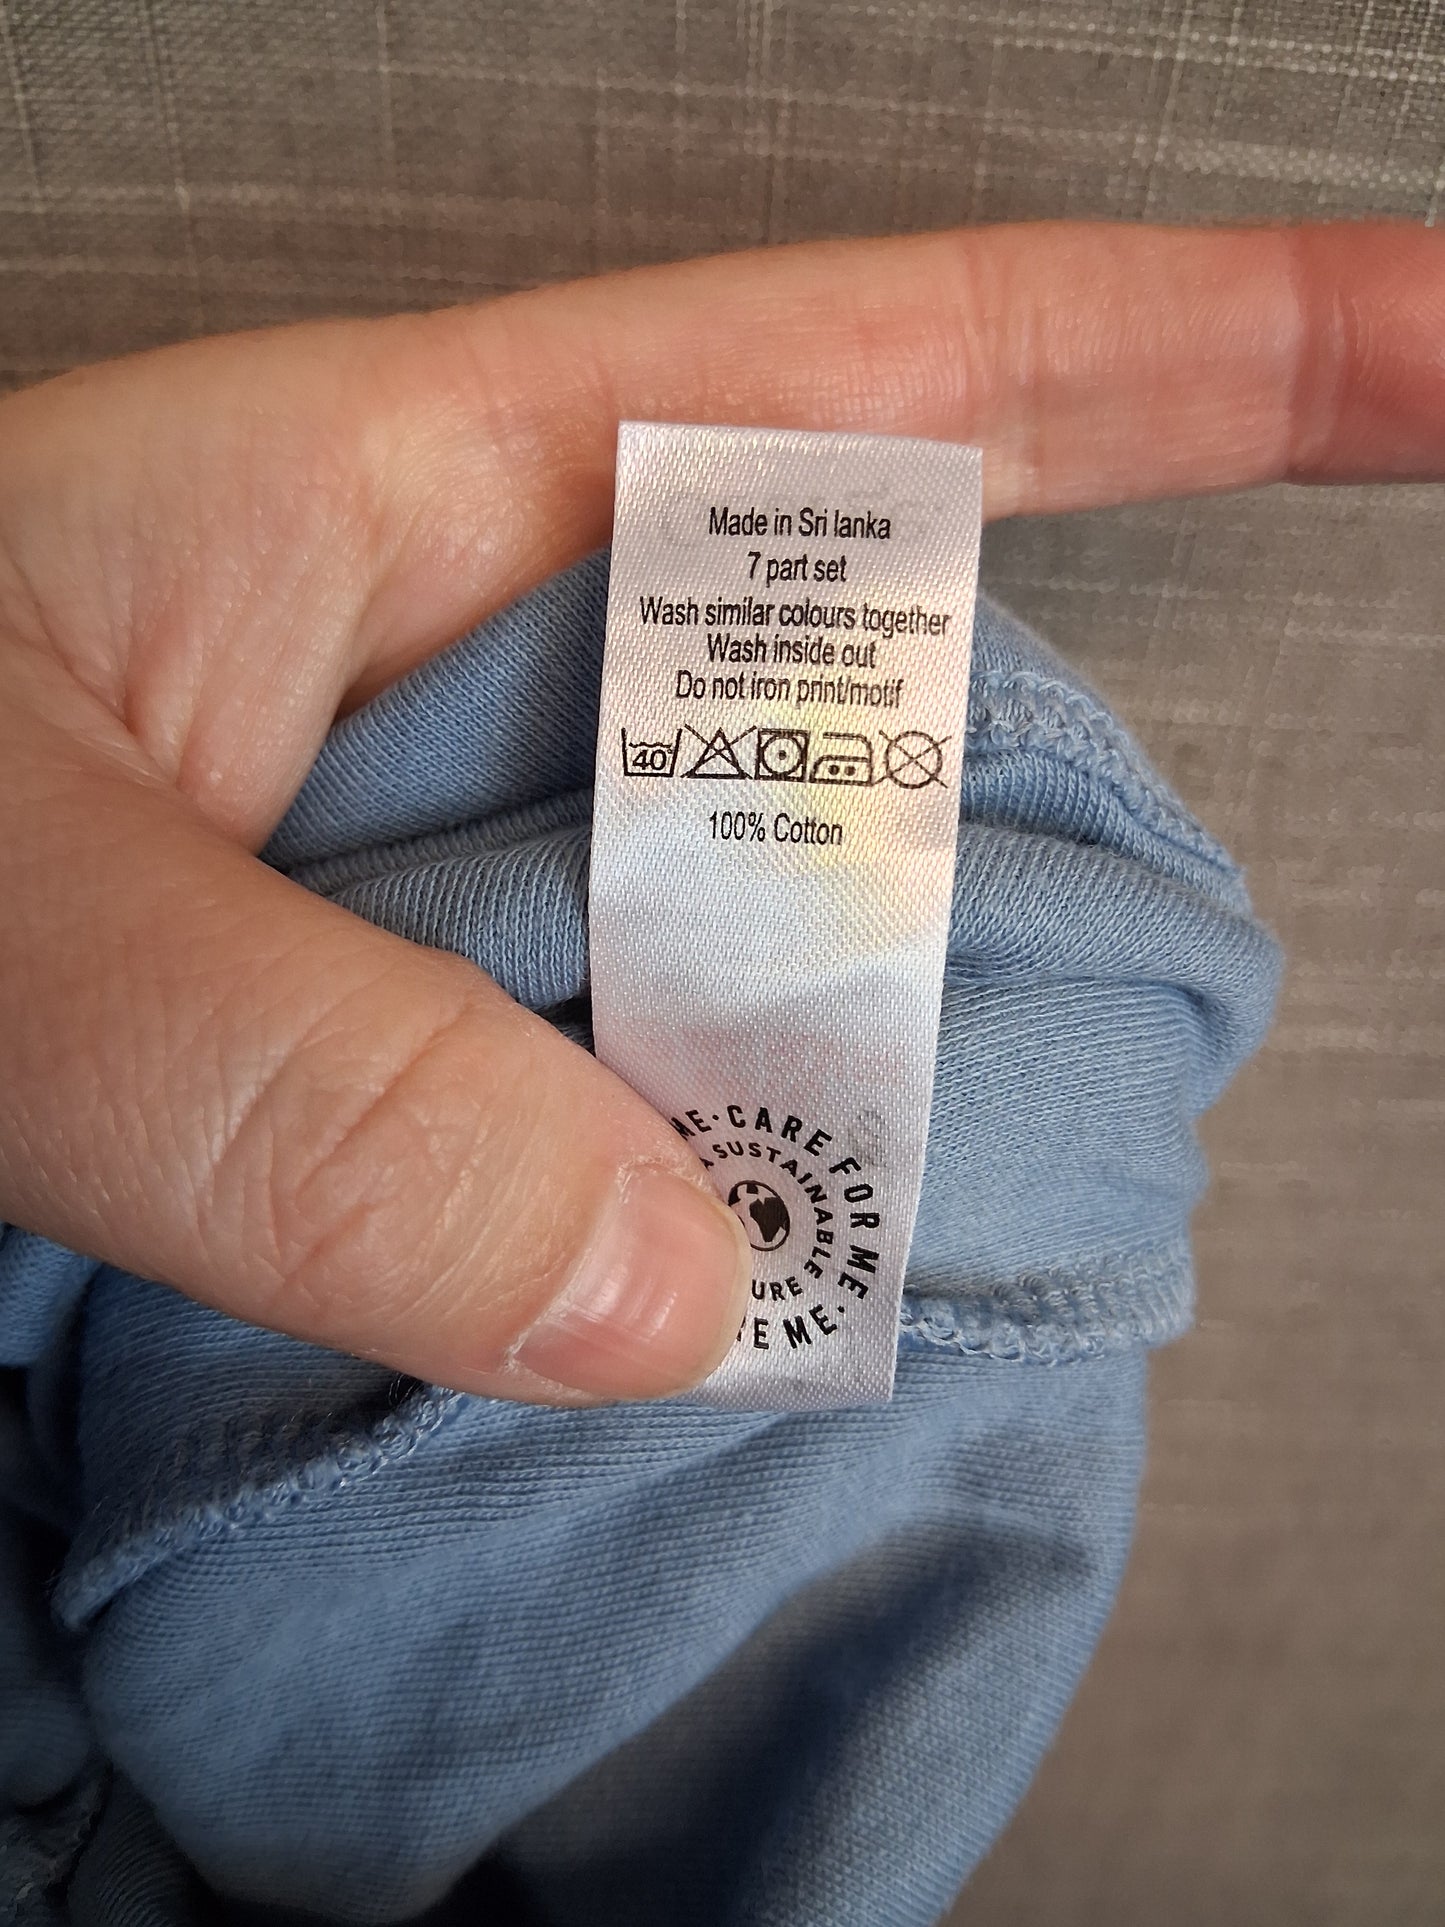 Made in Sri lanka
7 part set
Wash similar colours together
Wash inside out
Do not iron print/motif
40
100% Cotton
CARE FOR ME.
SUSTAINABLE
ME.